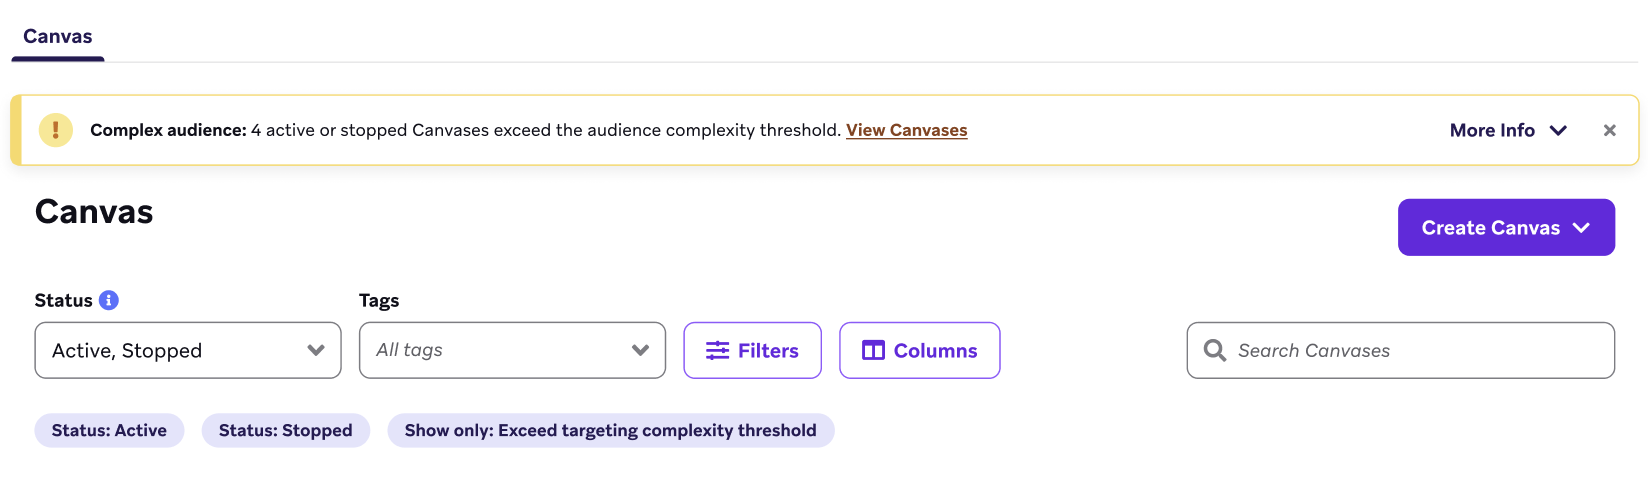 Canvas
Complex audience: 4 active or stopped Canvases exceed the audience complexity threshold. View Canvases More Info
Canvas
Create Canvas
Status Tags
Active, Stopped All tags Filters Columns Search Canvases
Status: Active Status: Stopped Show only: Exceed targeting complexity threshold